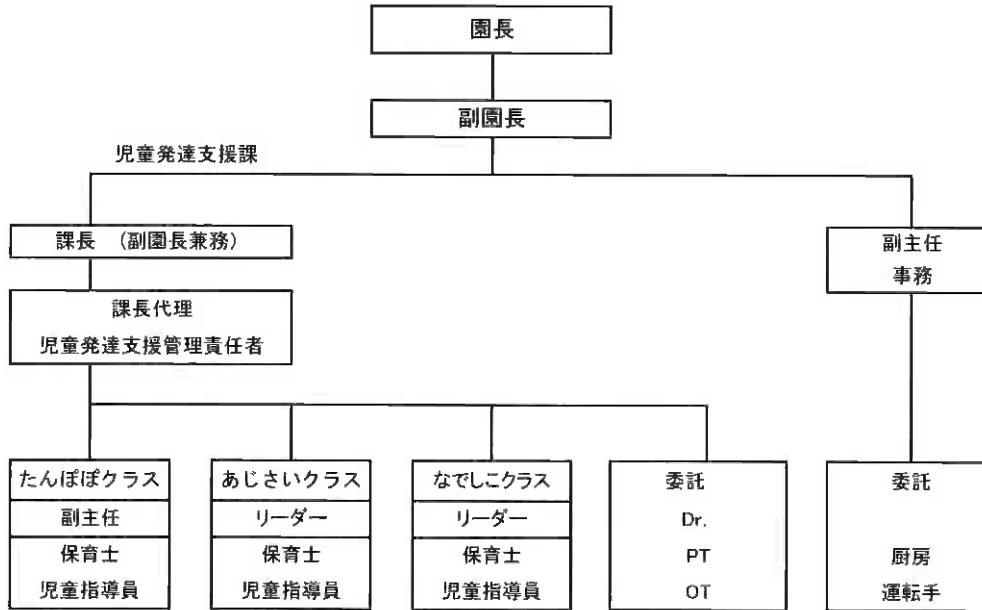 園長
副園長
児童発達支援課
課長 (副園長兼務)
副主任
事務
課長代理
児童発達支援管理責任者
たんぽぽクラス
副主任
保育士
児童指導員
あじさいクラス
リーダー
保育士
児童指導員
なでしこクラス
リーダー
保育士
児童指導員
委託
Dr.
PT
OT
委託
厨房
運転手